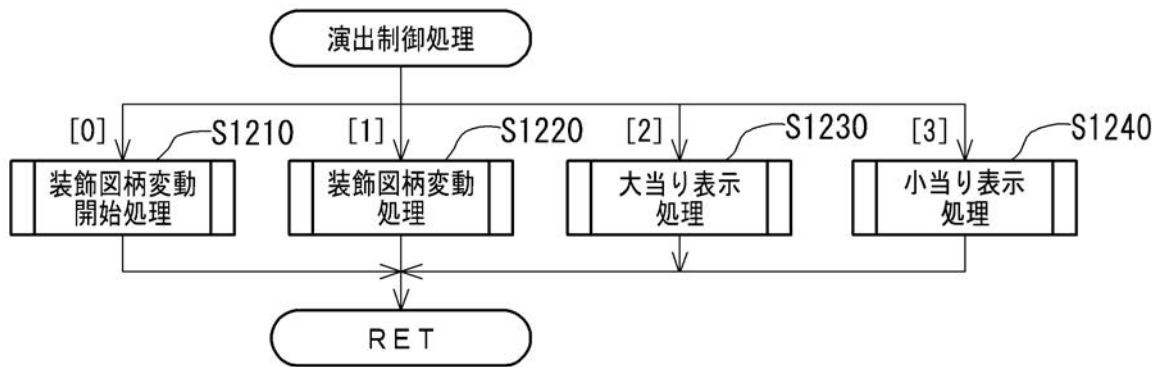 演出制御処理
[0]
S1210
[1]
S1220
[2]
S1230
[3]
S1240
装飾図柄変動
開始処理
装飾図柄変動
処理
大当り表示
処理
小当り表示
処理
RET